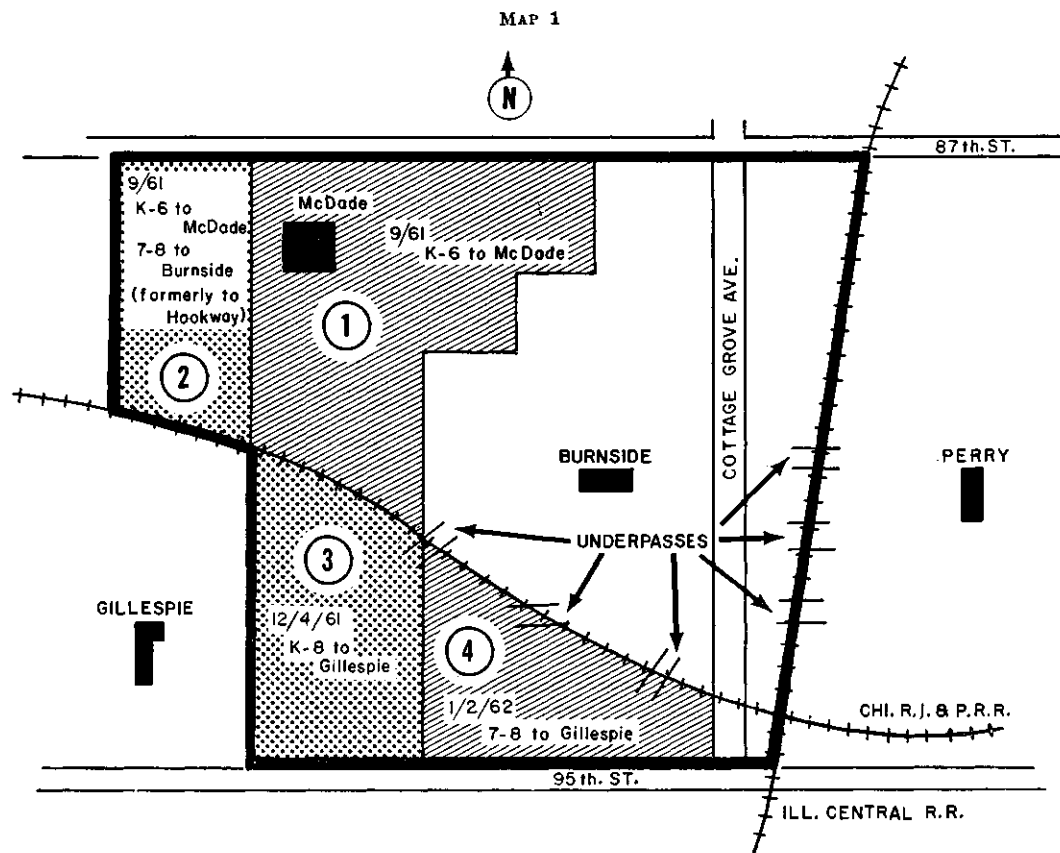 MAP 1
N
87th. ST.
9/61
K-6 to
McDade
7-8 to
Burnside
(formerly to
Hookway)
2
McDade
9/61
K-6 to McDade
1
COTTAGE GROVE AVE.
BURNSIDE
PERRY
UNDERPASSES
GILLESPIE
3
12/4/61
K-8 to
Gillespie
4
1/2/62
7-8 to Gillespie
CHI. R.J. & P.R.R.
95th. ST.
ILL. CENTRAL R.R.